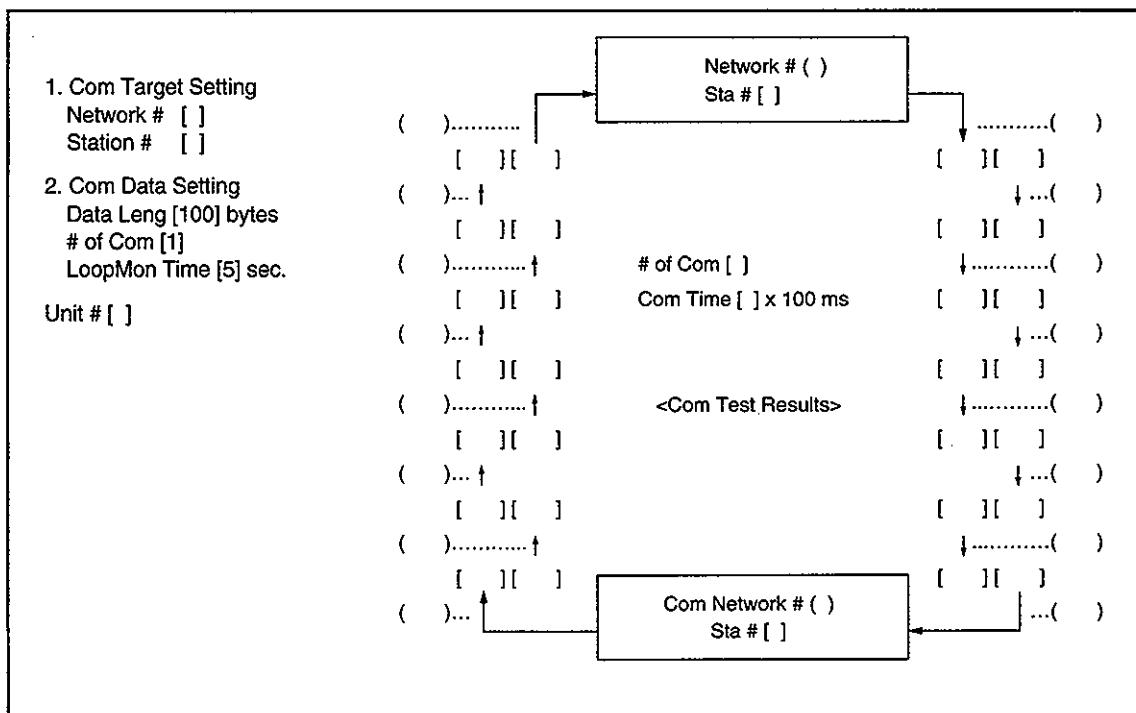 1. Com Target Setting
Network # [ ]
Station # [ ]
2. Com Data Setting
Data Leng [100] bytes
# of Com [1]
LoopMon Time [5] sec.
Unit # [ ]
Network # ( )
Sta # [ ]
( )..........
[ ][ ]
( )...
[ ][ ]
( )...........
[ ][ ]
( )...
[ ][ ]
( )...........
[ ][ ]
( )...
[ ][ ]
( )...........
[ ][ ]
( )...
# of Com [ ]
Com Time [ ] x 100 ms
<Com Test Results>
..........( )
[ ][ ]
...( )
[ ][ ]
...........( )
[ ][ ]
...( )
[ ][ ]
...........( )
[ ][ ]
...( )
[ ][ ]
...........( )
[ ][ ]
...( )
Com Network # ( )
Sta # [ ]